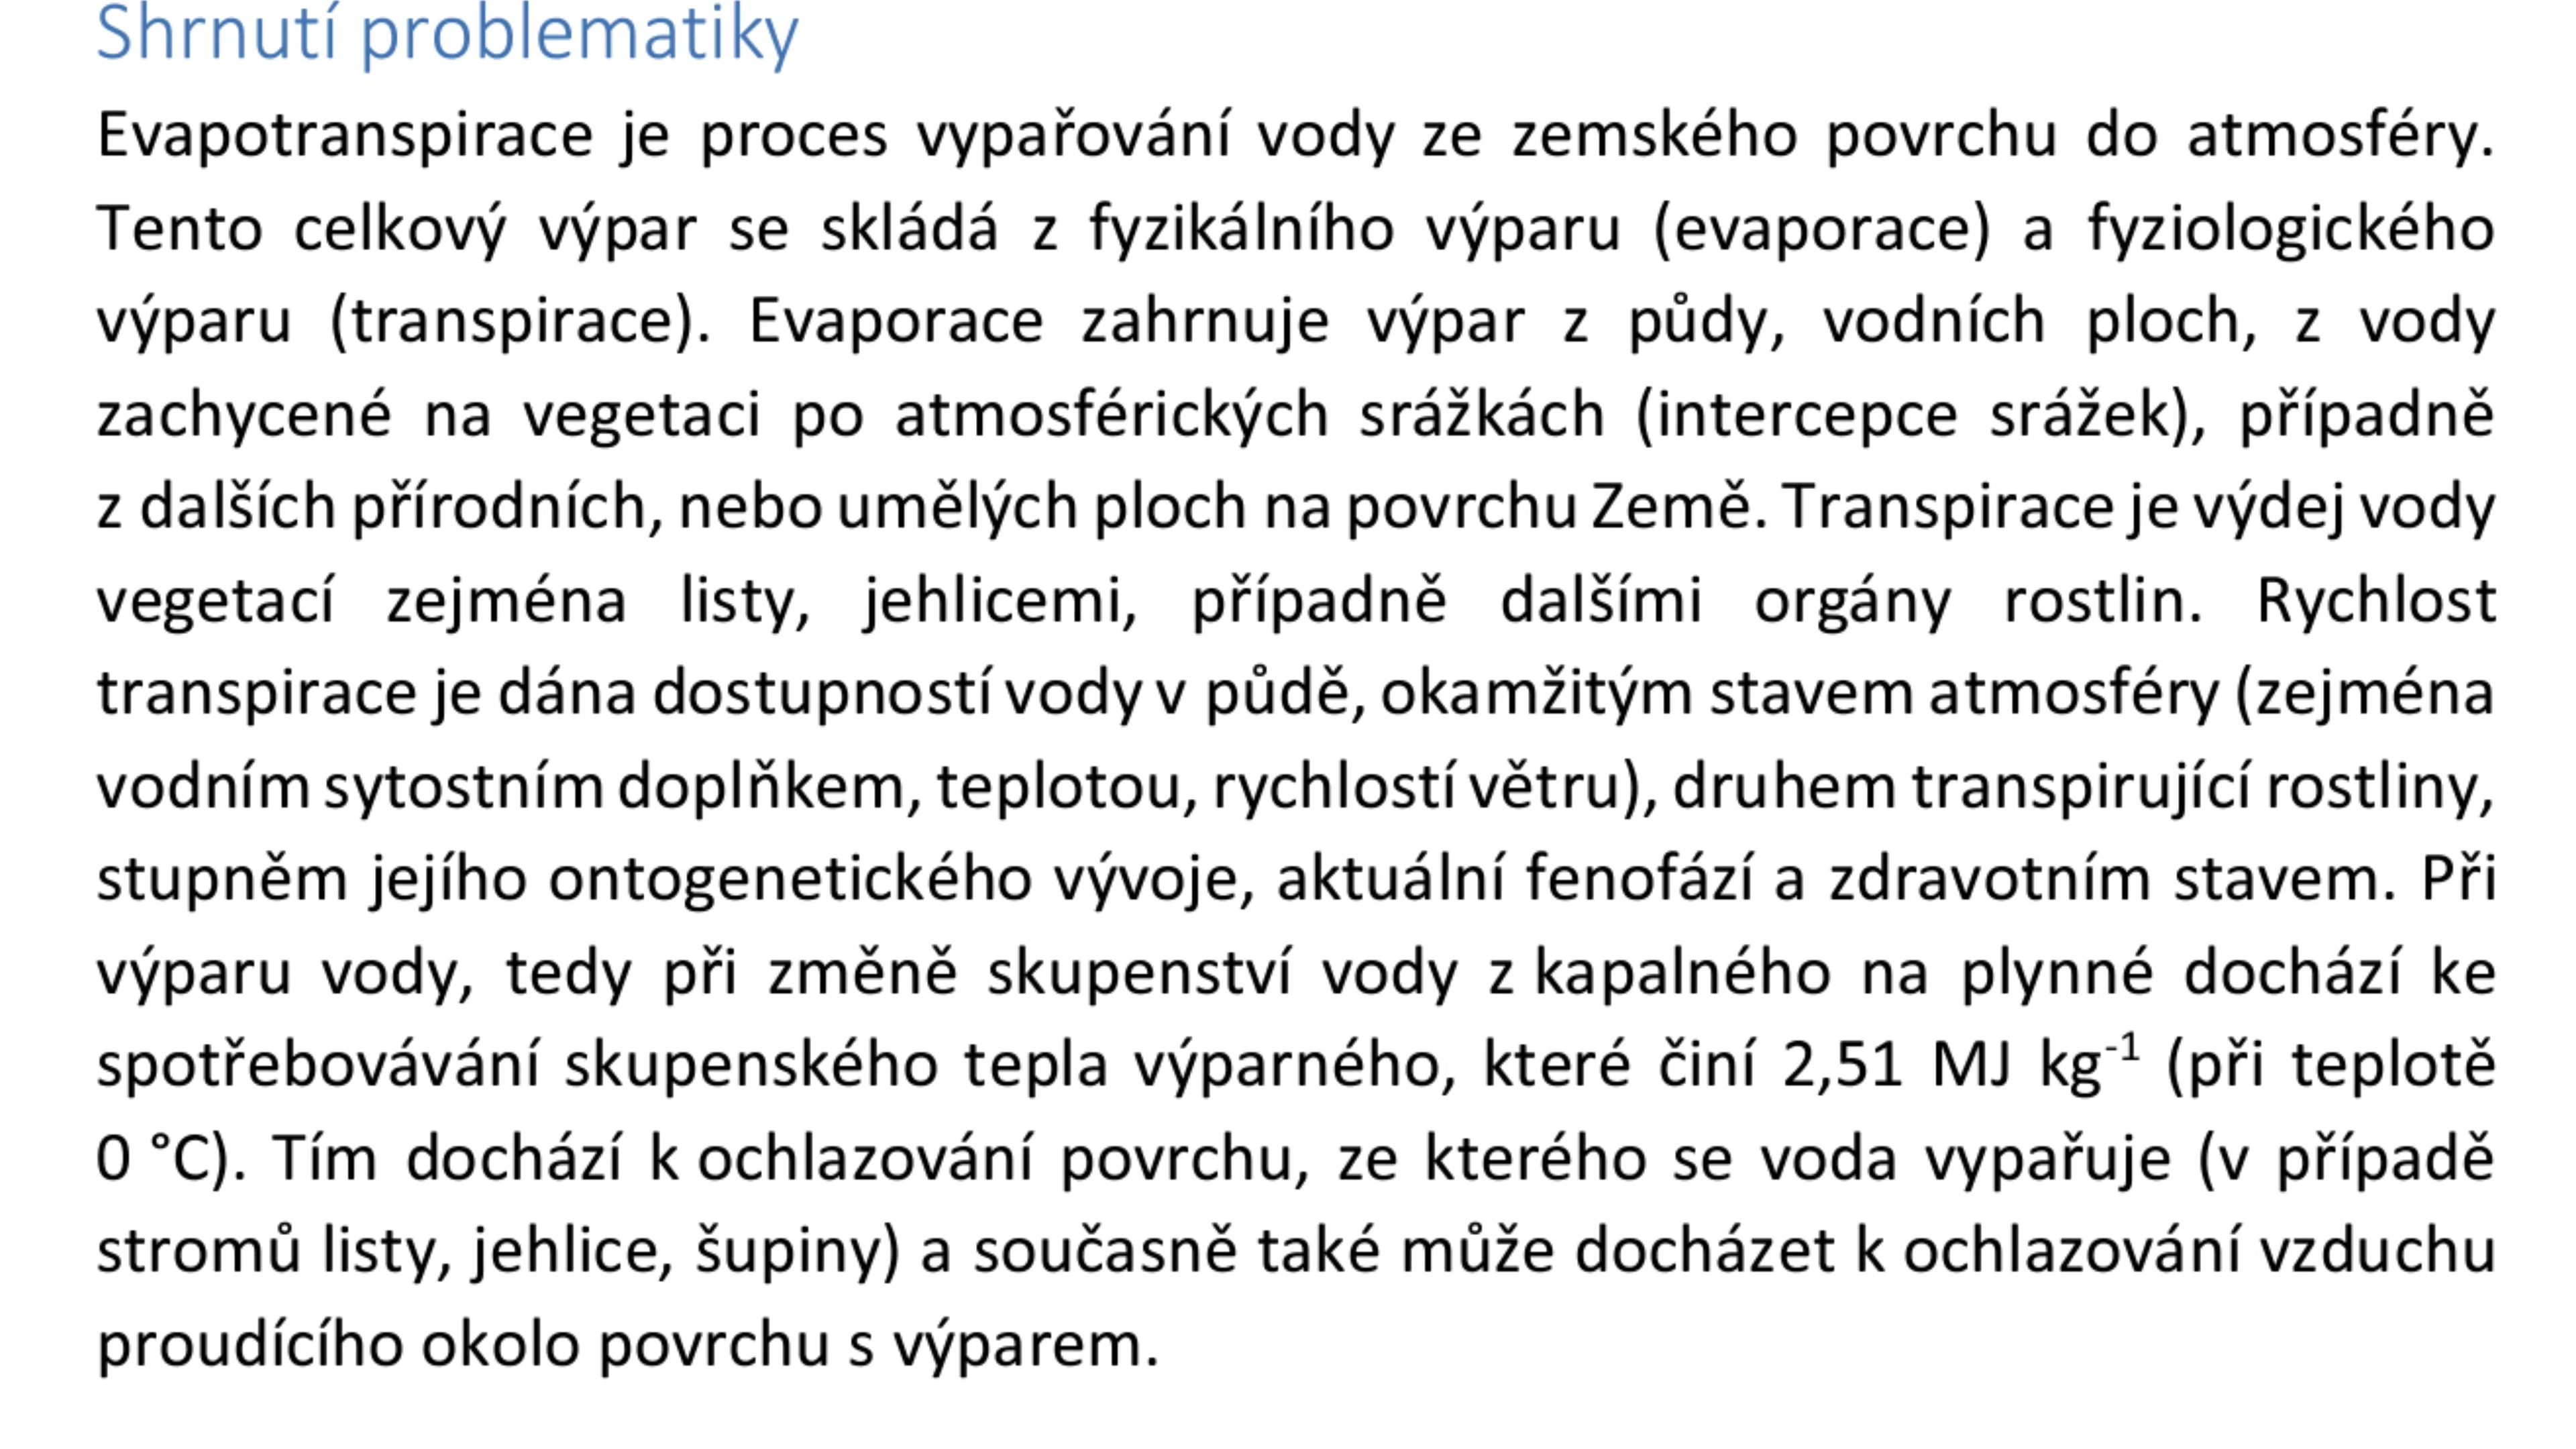 Shrnutí problematiky
Evapotranspirace je proces vypařování vody ze zemského povrchu do atmosféry.
Tento celkový výpar se skládá z fyzikálního výparu (evaporace) a fyziologického
výparu (transpirace). Evaporace zahrnuje výpar z půdy, vodních ploch, z vody
zachycené na vegetaci po atmosférických srážkách (intercepce srážek), případně
z dalších přírodních, nebo umělých ploch na povrchu Země. Transpirace je výdej vody
vegetací zejména listy, jehlicemi, případně dalšími orgány rostlin. Rychlost
transpirace je dána dostupností vody v půdě, okamžitým stavem atmosféry (zejména
vodním sytostním doplňkem, teplotou, rychlostí větru), druhem transpirující rostliny,
stupněm jejího ontogenetického vývoje, aktuální fenofází a zdravotním stavem. Při
výparu vody, tedy při změně skupenství vody z kapalného na plynné dochází ke
spotřebovávání skupenského tepla výparného, které činí 2,51 MJ kg⁻¹ (při teplotě
0 °C). Tím dochází k ochlazování povrchu, ze kterého se voda vypařuje (v případě
stromů listy, jehlice, šupiny) a současně také může docházet k ochlazování vzduchu
proudícího okolo povrchu s výparem.